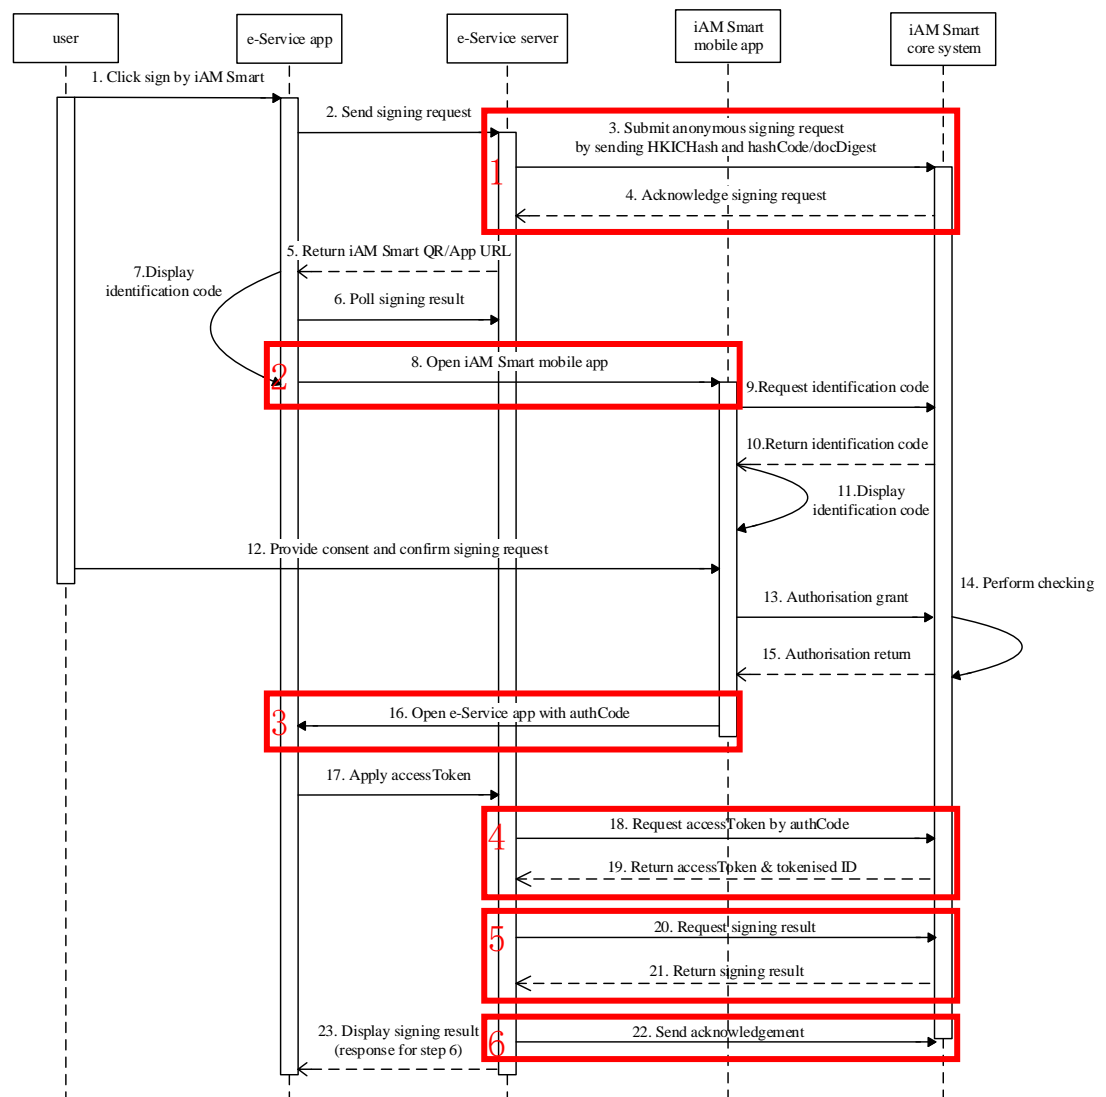 user
e-Service app
e-Service server
iAM Smart
mobile app
iAM Smart
core system
1. Click sign by iAM Smart
2. Send signing request
3. Submit anonymous signing request
by sending HKICHash and hashCode/docDigest
1
4. Acknowledge signing request
5. Return iAM Smart QR/App URL
7.Display
identification code
6. Poll signing result
8. Open iAM Smart mobile app
2
9.Request identification code
10.Return identification code
11.Display
identification code
12. Provide consent and confirm signing request
14. Perform checking
13. Authorisation grant
15. Authorisation return
16. Open e-Service app with authCode
3
17. Apply accessToken
18. Request accessToken by authCode
4
19. Return accessToken & tokenised ID
20. Request signing result
5
21. Return signing result
23. Display signing result
(response for step 6)
22. Send acknowledgement
6